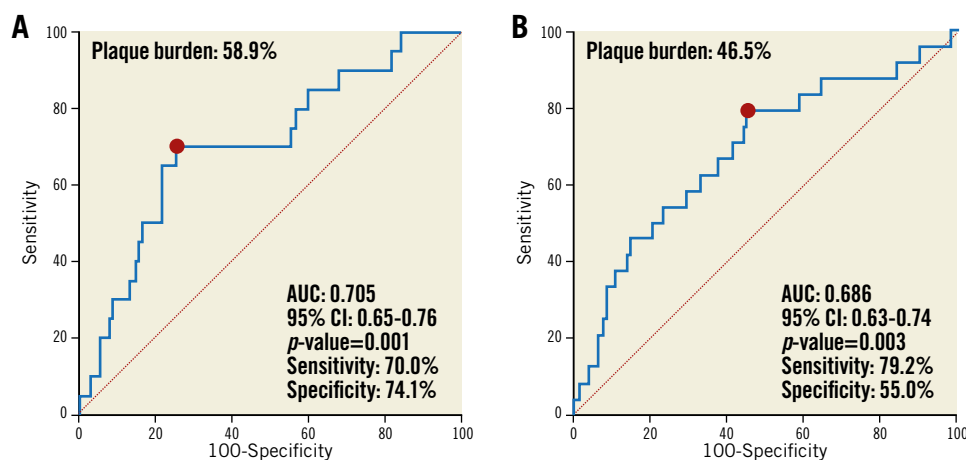 A
Plaque burden: 58.9%
Sensitivity
100
80
60
40
20
0
AUC: 0.705
95% CI: 0.65-0.76
p-value=0.001
Sensitivity: 70.0%
Specificity: 74.1%
0 20 40 60 80 100
100-Specificity
B
Plaque burden: 46.5%
Sensitivity
100
80
60
40
20
0
AUC: 0.686
95% CI: 0.63-0.74
p-value=0.003
Sensitivity: 79.2%
Specificity: 55.0%
0 20 40 60 80 100
100-Specificity